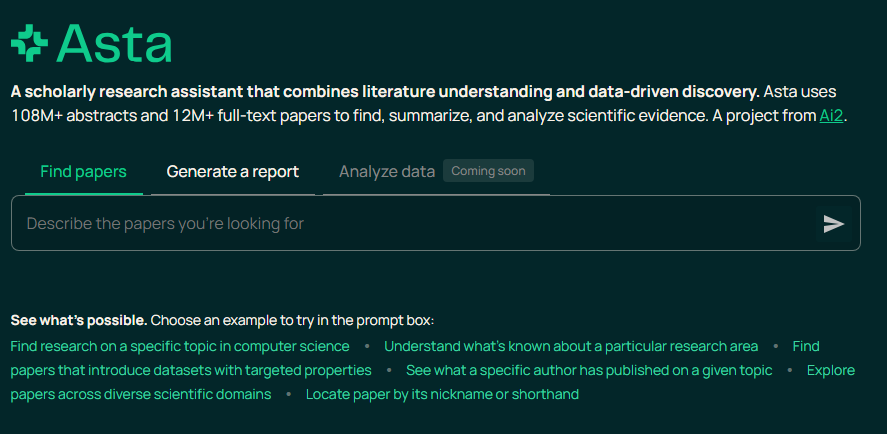 Asta
A scholarly research assistant that combines literature understanding and data-driven discovery. Asta uses
108M+ abstracts and 12M+ full-text papers to find, summarize, and analyze scientific evidence. A project from Ai2.
Find papers Generate a report Analyze data Coming soon
Describe the papers you're looking for
See what's possible. Choose an example to try in the prompt box:
Find research on a specific topic in computer science • Understand what's known about a particular research area • Find
papers that introduce datasets with targeted properties • See what a specific author has published on a given topic • Explore
papers across diverse scientific domains • Locate paper by its nickname or shorthand